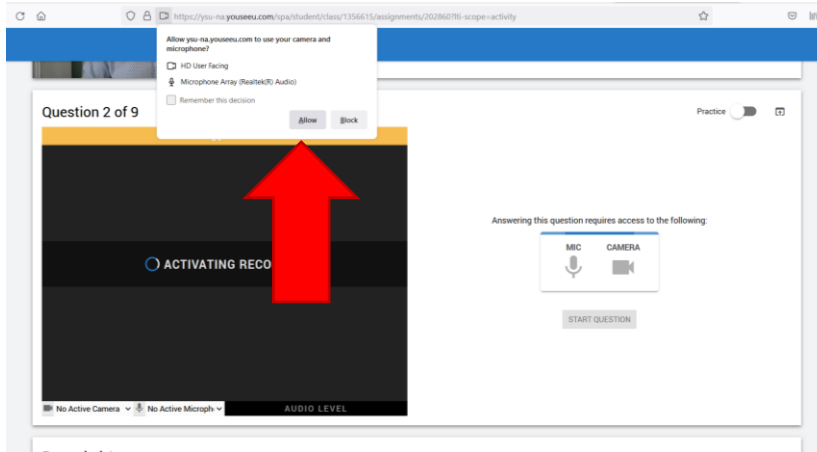 https://ysu-na.youseeu.com/spa/student/class/1356615/assignments/202860?f6-scope=activity
Allow ysu-na.youseeu.com to use your camera and
microphone?
HD User Facing
Microphone Array (Realtek(R) Audio)
Remember this decision
Allow Block
Question 2 of 9
Practice
Answering this question requires access to the following:
MIC CAMERA
ACTIVATING RECO
START QUESTION
No Active Camera No Active Microph
AUDIO LEVEL